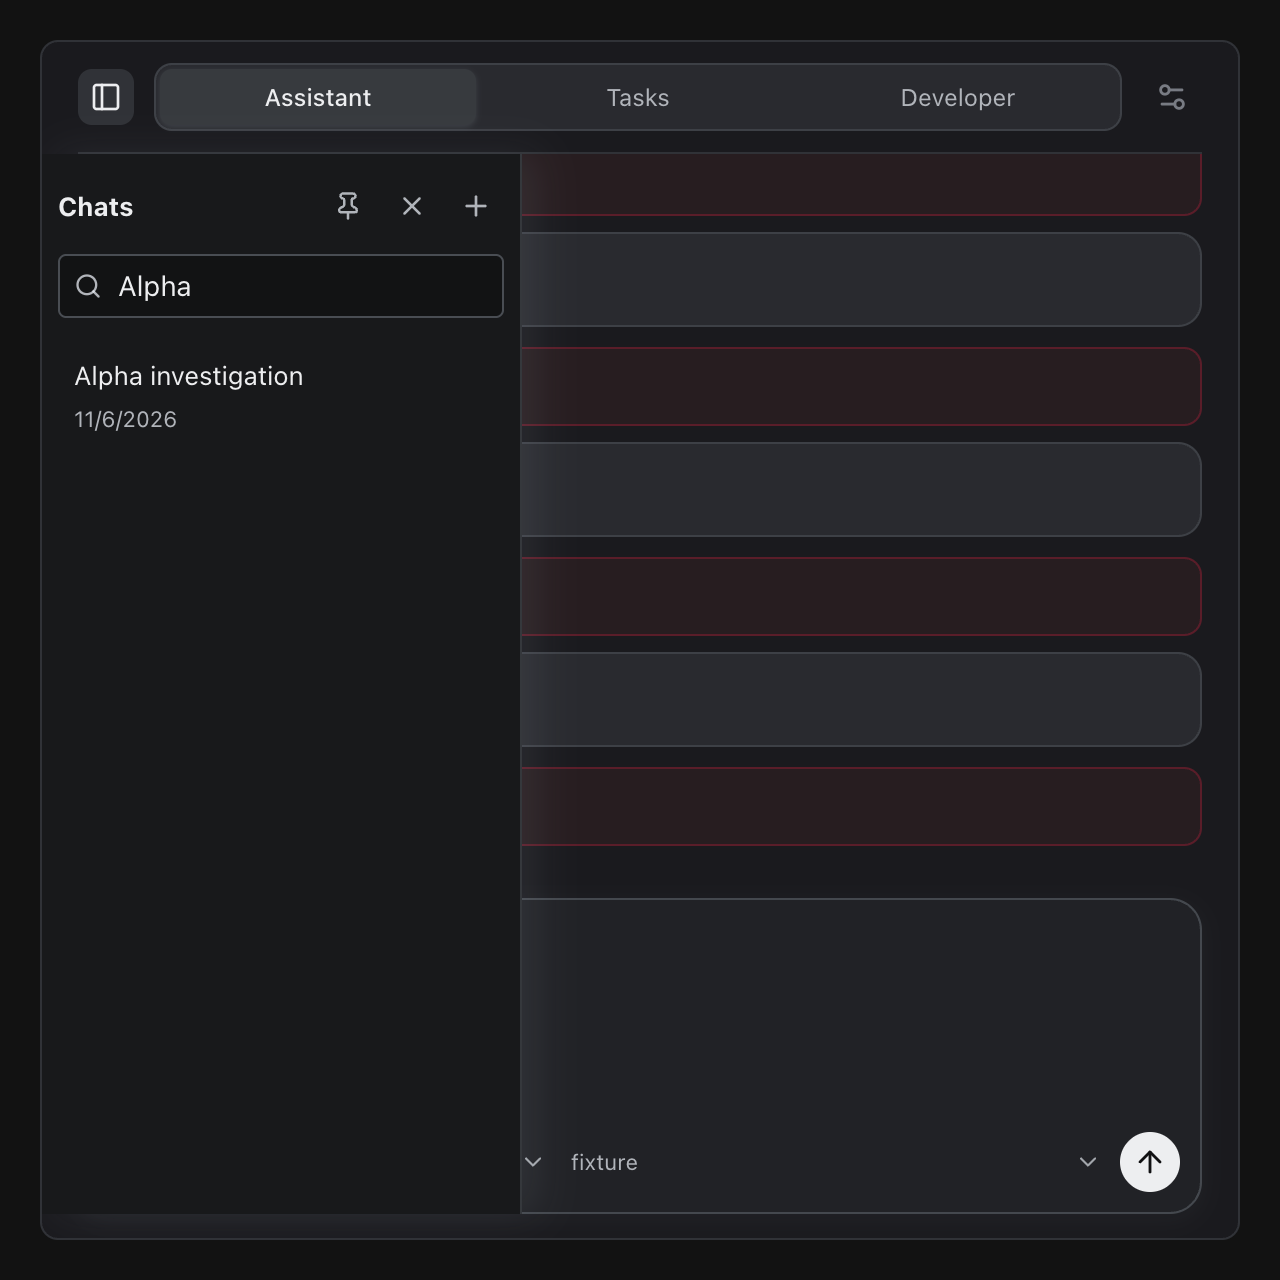 Assistant
Tasks
Developer
Chats
Alpha
Alpha investigation
11/6/2026
fixture